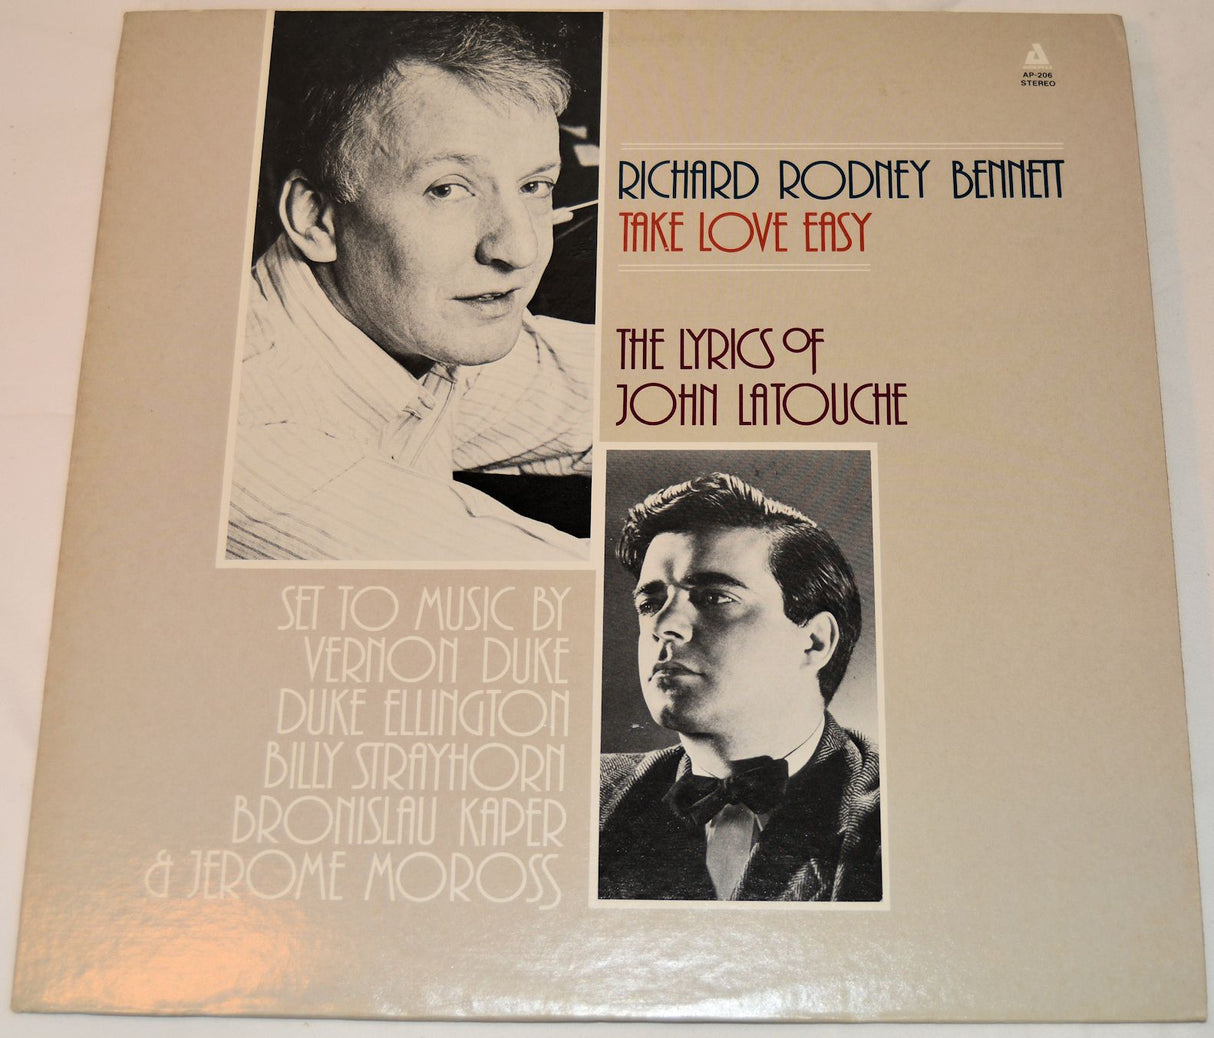 AP-206
STEREO
RICHARD RODNEY BENNETT
TAKE LOVE EASY
THE LYRICS OF
JOHN LATOUCHE
SET TO MUSIC BY
VERNON DUKE
DUKE ELLINGTON
BILLY STRAYHORN
BRONISLAU KAPER
& JEROME MOROSS